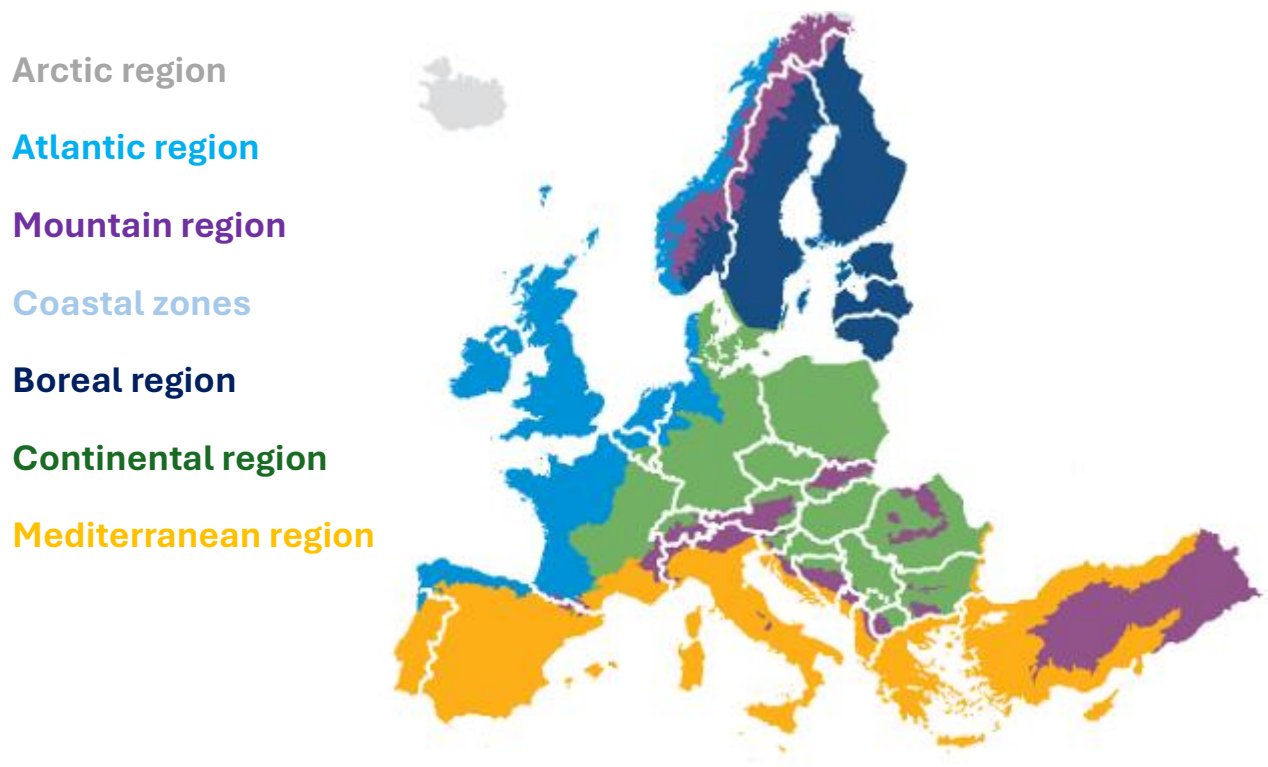 Arctic region
Atlantic region
Mountain region
Coastal zones
Boreal region
Continental region
Mediterranean region